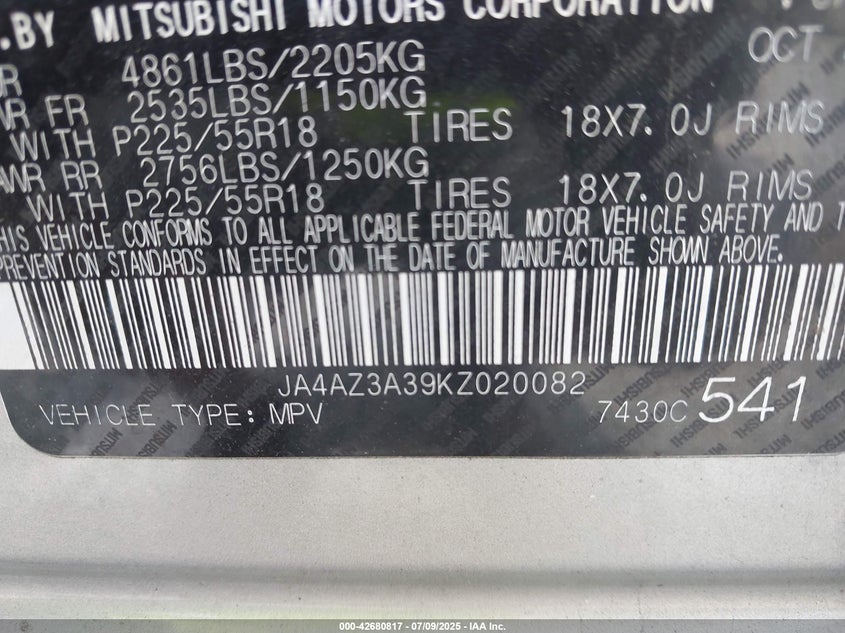 .BY MITSUBISHI MOTORS CORPORATION
OCT
4861LBS/2205KG
WR FR 2535LBS/1150KG
WITH P225/55R18 TIRES 18X7.0J RIMS
AWR RR 2756LBS/1250KG
WITH P225/55R18 TIRES 18X7.0J RIMS
THIS VEHICLE CONFORMS TO ALL APPLICABLE FEDERAL MOTOR VEHICLE SAFETY AND T
PREVENTION STANDARDS IN EFFECT ON THE DATE OF MANUFACTURE SHOWN ABOVE.
JA4AZ3A39KZ020082
VEHICLE TYPE: MPV 7430C 541
000-42680817 - 07/09/2025 - IAA Inc.